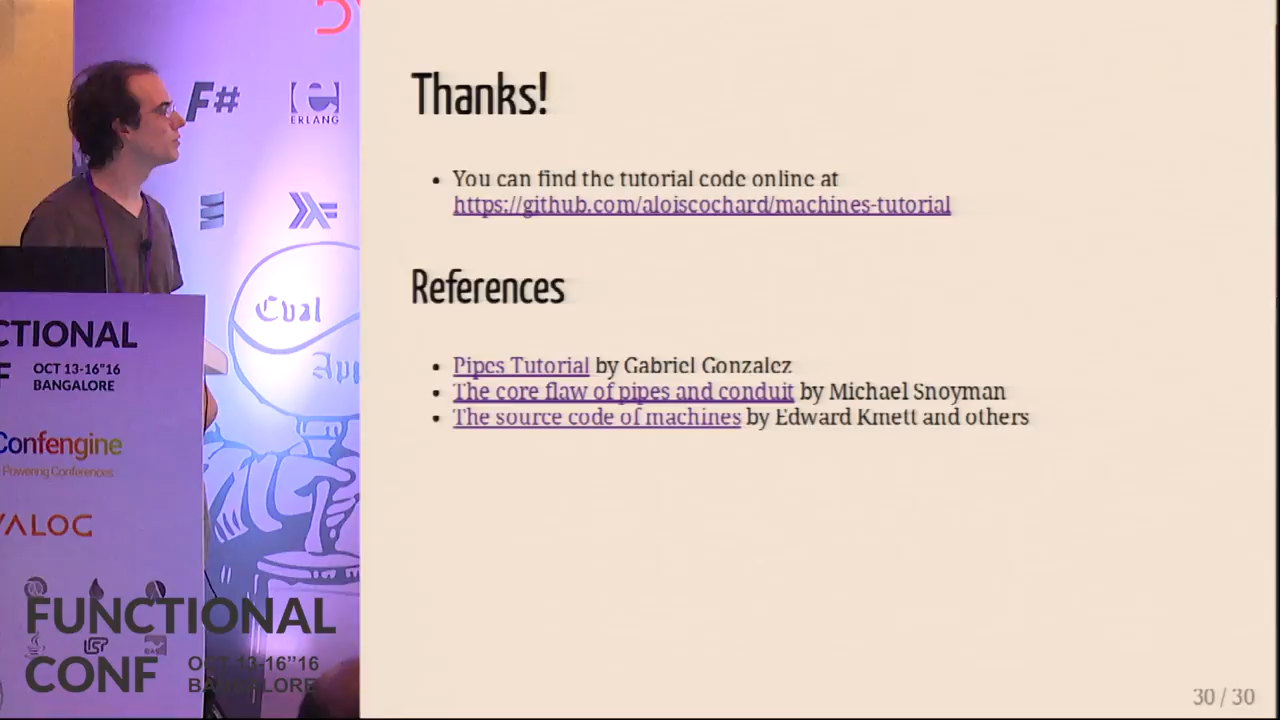 F#
ERLANG
Eval
CTIONAL
F
OCT 13-16"16
BANGALORE
Confengine
Powering Conferences
YALOG
LISP
FUNCTIONAL
CONF
OCT 13-16"16
BANGALORE
Thanks!
• You can find the tutorial code online at
https://github.com/aloiscochard/machines-tutorial
References
• Pipes Tutorial by Gabriel Gonzalez
• The core flaw of pipes and conduit by Michael Snoyman
• The source code of machines by Edward Kmett and others
30 / 30